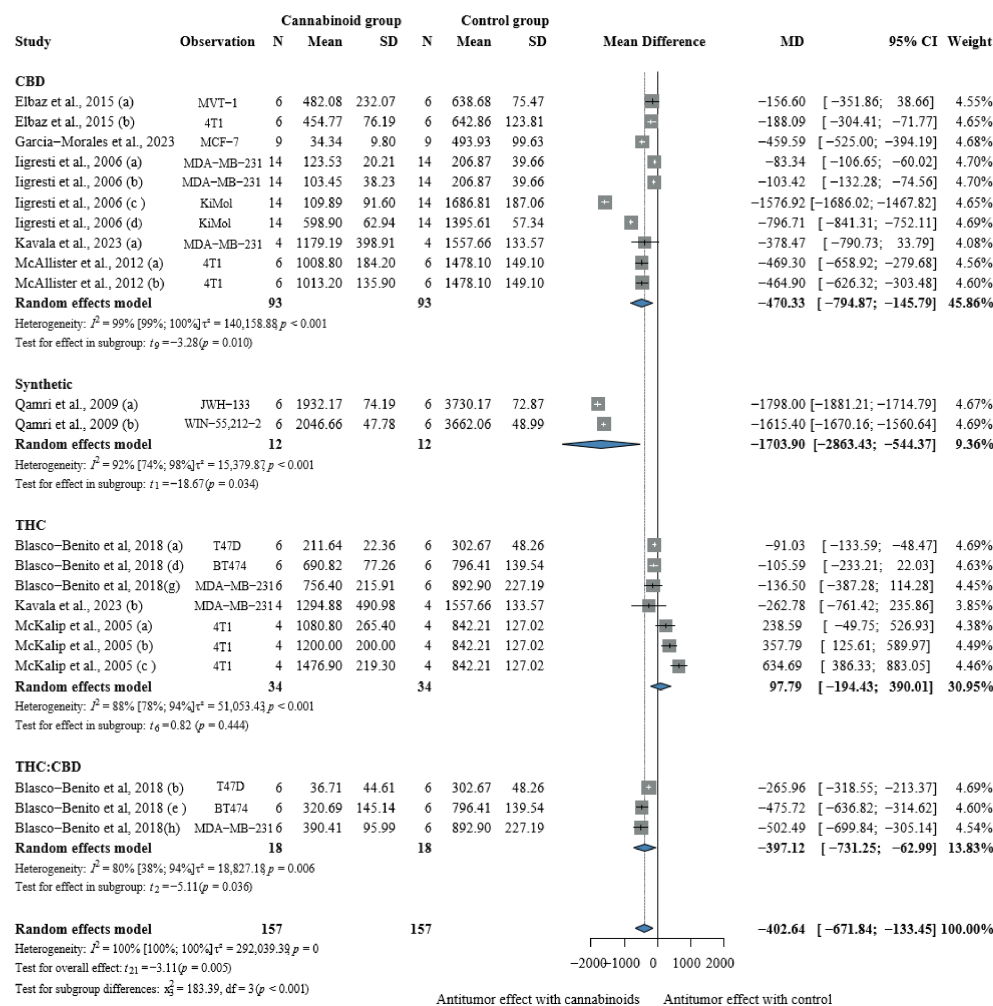 Cannabinoid group Control group
Study Observation N Mean SD N Mean SD Mean Difference MD 95% CI Weight
CBD
Elbaz et al., 2015 (a) MVT−1 6 482.08 232.07 6 638.68 75.47 −156.60 [−351.86; 38.66] 4.55%
Elbaz et al., 2015 (b) 4T1 6 454.77 76.19 6 642.86 123.81 −188.09 [−304.41; −71.77] 4.65%
Garcia−Morales et al., 2023 MCF−7 9 34.34 9.80 9 493.93 99.63 −459.59 [−525.00; −394.19] 4.68%
Iigresti et al., 2006 (a) MDA−MB−231 14 123.53 20.21 14 206.87 39.66 −83.34 [−106.65; −60.02] 4.70%
Iigresti et al., 2006 (b) MDA−MB−231 14 103.45 38.23 14 206.87 39.66 −103.42 [−132.28; −74.56] 4.70%
Iigresti et al., 2006 (c ) KiMol 14 109.89 91.60 14 1686.81 187.06 −1576.92 [−1686.02; −1467.82] 4.65%
Iigresti et al., 2006 (d) KiMol 14 598.90 62.94 14 1395.61 57.34 −796.71 [−841.31; −752.11] 4.69%
Kavala et al., 2023 (a) MDA−MB−231 4 1179.19 398.91 4 1557.66 133.57 −378.47 [−790.73; 33.79] 4.08%
McAllister et al., 2012 (a) 4T1 6 1008.80 184.20 6 1478.10 149.10 −469.30 [−658.92; −279.68] 4.56%
McAllister et al., 2012 (b) 4T1 6 1013.20 135.90 6 1478.10 149.10 −464.90 [−626.32; −303.48] 4.60%
Random effects model 93 93 −470.33 [−794.87; −145.79] 45.86%
Heterogeneity: I² = 99% [99%; 100%] τ² = 140,158.88, p < 0.001
Test for effect in subgroup: t₉ = −3.28 (p = 0.010)
Synthetic
Qamri et al., 2009 (a) JWH−133 6 1932.17 74.19 6 3730.17 72.87 −1798.00 [−1881.21; −1714.79] 4.67%
Qamri et al., 2009 (b) WIN−55,212−2 6 2046.66 47.78 6 3662.06 48.99 −1615.40 [−1670.16; −1560.64] 4.69%
Random effects model 12 12 −1703.90 [−2863.43; −544.37] 9.36%
Heterogeneity: I² = 92% [74%; 98%] τ² = 15,379.87, p < 0.001
Test for effect in subgroup: t₁ = −18.67 (p = 0.034)
THC
Blasco−Benito et al, 2018 (a) T47D 6 211.64 22.36 6 302.67 48.26 −91.03 [−133.59; −48.47] 4.69%
Blasco−Benito et al, 2018 (d) BT474 6 690.82 77.26 6 796.41 139.54 −105.59 [−233.21; 22.03] 4.63%
Blasco−Benito et al, 2018(g) MDA−MB−231 6 756.40 215.91 6 892.90 227.19 −136.50 [−387.28; 114.28] 4.45%
Kavala et al., 2023 (b) MDA−MB−231 4 1294.88 490.98 4 1557.66 133.57 −262.78 [−761.42; 235.86] 3.85%
McKalip et al., 2005 (a) 4T1 4 1080.80 265.40 4 842.21 127.02 238.59 [−49.75; 526.93] 4.38%
McKalip et al., 2005 (b) 4T1 4 1200.00 200.00 4 842.21 127.02 357.79 [125.61; 589.97] 4.49%
McKalip et al., 2005 (c ) 4T1 4 1476.90 219.30 4 842.21 127.02 634.69 [386.33; 883.05] 4.46%
Random effects model 34 34 97.79 [−194.43; 390.01] 30.95%
Heterogeneity: I² = 88% [78%; 94%] τ² = 51,053.43, p < 0.001
Test for effect in subgroup: t₆ = 0.82 (p = 0.444)
THC:CBD
Blasco−Benito et al, 2018 (b) T47D 6 36.71 44.61 6 302.67 48.26 −265.96 [−318.55; −213.37] 4.69%
Blasco−Benito et al, 2018 (e ) BT474 6 320.69 145.14 6 796.41 139.54 −475.72 [−636.82; −314.62] 4.60%
Blasco−Benito et al, 2018(h) MDA−MB−231 6 390.41 95.99 6 892.90 227.19 −502.49 [−699.84; −305.14] 4.54%
Random effects model 18 18 −397.12 [−731.25; −62.99] 13.83%
Heterogeneity: I² = 80% [38%; 94%] τ² = 18,827.18, p = 0.006
Test for effect in subgroup: t₂ = −5.11 (p = 0.036)
Random effects model 157 157 −402.64 [−671.84; −133.45] 100.00%
Heterogeneity: I² = 100% [100%; 100%] τ² = 292,039.39, p = 0
−2000 −1000 0 1000 2000
Test for overall effect: t₂₁ = −3.11 (p = 0.005)
Test for subgroup differences: x²₃ = 183.39, df = 3 (p < 0.001)
Antitumor effect with cannabinoids Antitumor effect with control